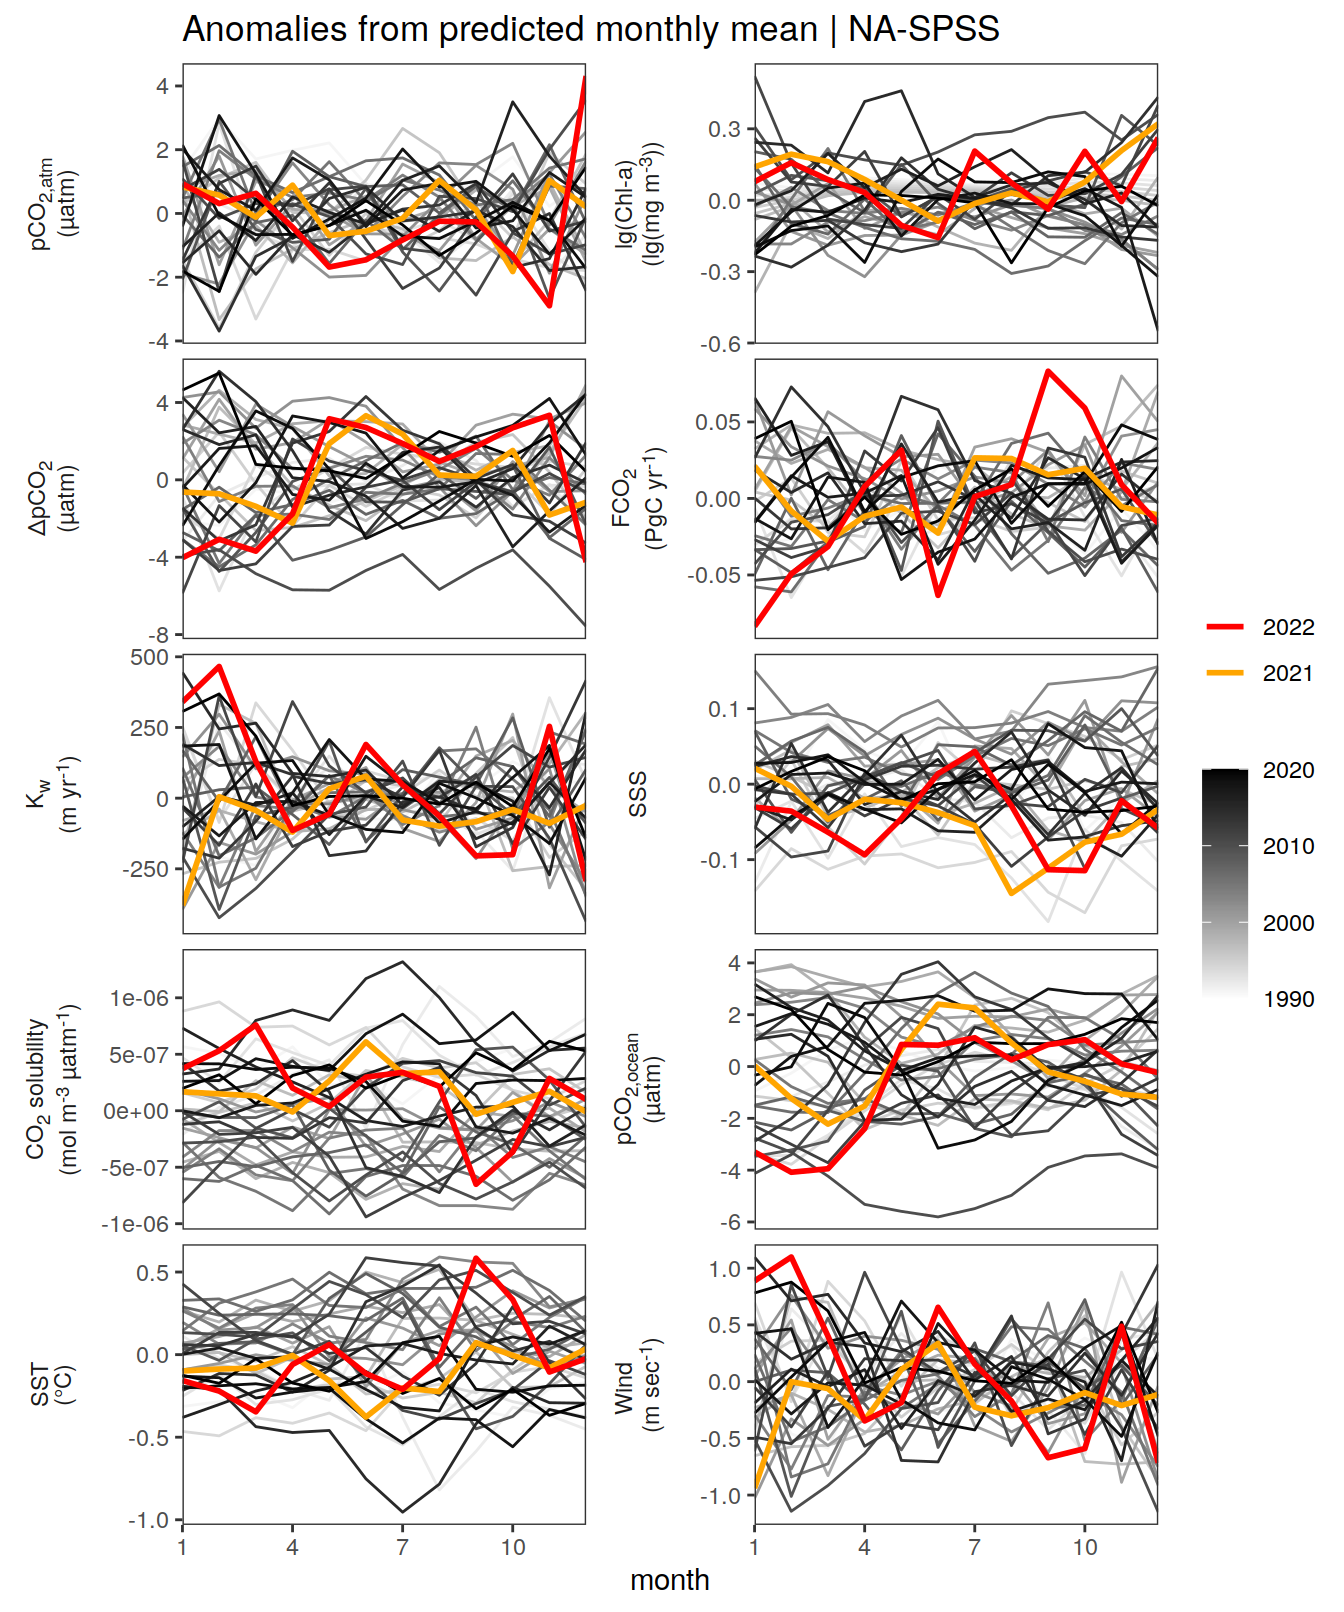 Anomalies from predicted monthly mean | NA-SPSS
pCO2,atm
(µatm)
4
2
0
-2
-4
lg(Chl-a)
(lg(mg m-3))
0.3
0.0
-0.3
-0.6
ΔpCO2
(µatm)
4
0
-4
-8
FCO2
(PgC yr-1)
0.05
0.00
-0.05
Kw
(m yr-1)
500
250
0
-250
SSS
0.1
0.0
-0.1
CO2 solubility
(mol m-3 µatm-1)
1e-06
5e-07
0e+00
-5e-07
-1e-06
pCO2,ocean
(µatm)
4
2
0
-2
-4
-6
SST
(°C)
0.5
0.0
-0.5
-1.0
Wind
(m sec-1)
1.0
0.5
0.0
-0.5
-1.0
1 4 7 10
1 4 7 10
month
2022
2021
2020
2010
2000
1990